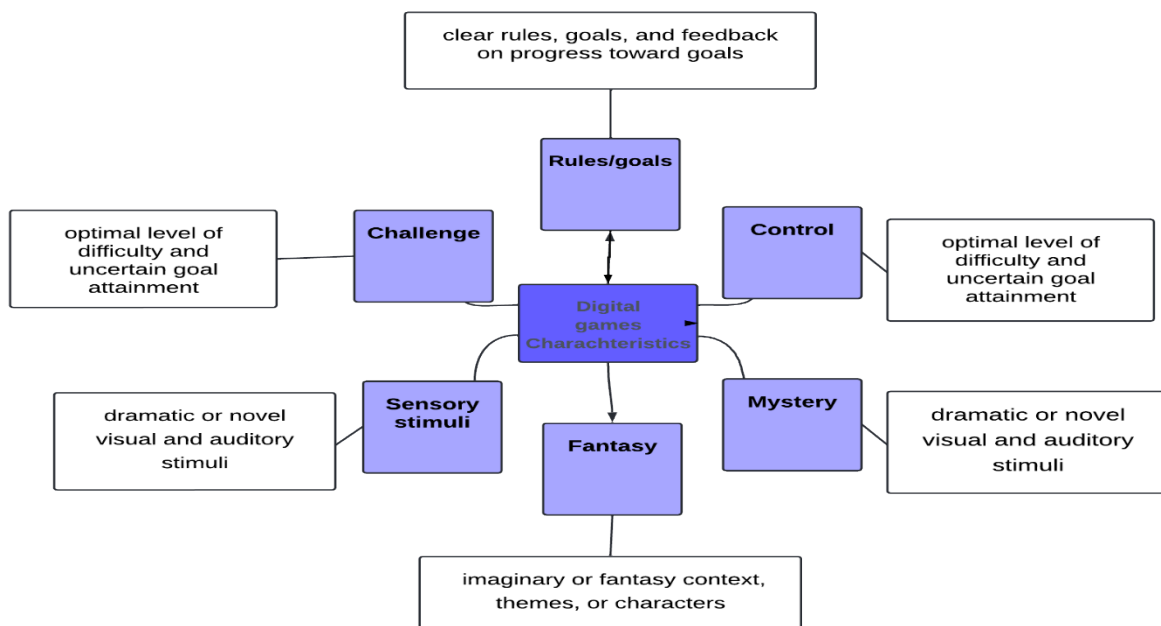 clear rules, goals, and feedback
on progress toward goals
Rules/goals
Challenge
optimal level of
difficulty and
uncertain goal
attainment
Control
optimal level of
difficulty and
uncertain goal
attainment
Digital
games
Charachteristics
Sensory
stimuli
dramatic or novel
visual and auditory
stimuli
Fantasy
imaginary or fantasy context,
themes, or characters
Mystery
dramatic or novel
visual and auditory
stimuli